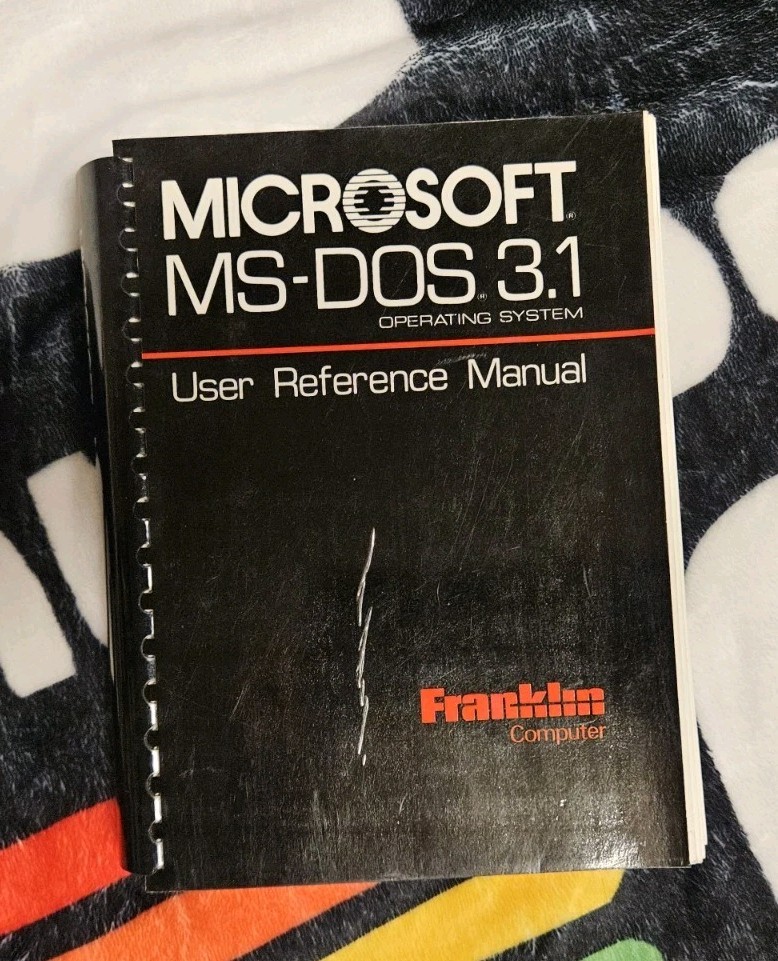 MICROSOFT®
MS-DOS® 3.1
OPERATING SYSTEM
User Reference Manual
Franklin
Computer